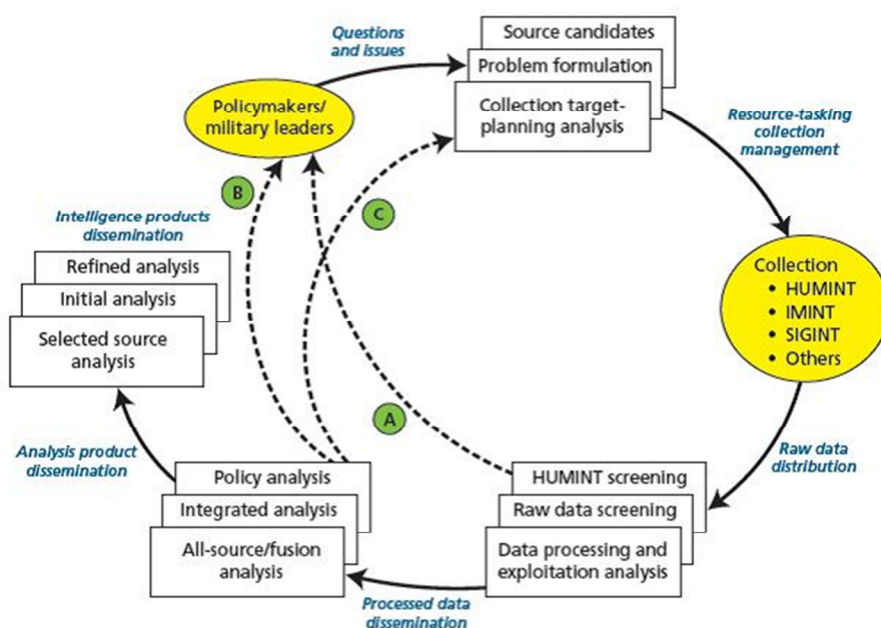 Questions
and issues
Source candidates
Problem formulation
Collection target-
planning analysis
Policymakers/
military leaders
Resource-tasking
collection
management
B
C
Intelligence products
dissemination
Refined analysis
Initial analysis
Selected source
analysis
Collection
• HUMINT
• IMINT
• SIGINT
• Others
A
Analysis product
dissemination
Raw data
distribution
Policy analysis
Integrated analysis
All-source/fusion
analysis
HUMINT screening
Raw data screening
Data processing and
exploitation analysis
Processed data
dissemination